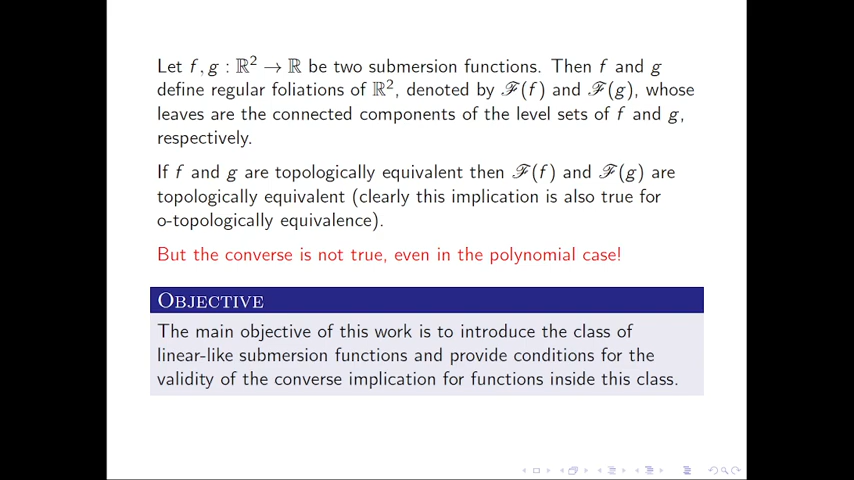 Let f, g : ℝ² → ℝ be two submersion functions. Then f and g
define regular foliations of ℝ², denoted by ℱ(f) and ℱ(g), whose
leaves are the connected components of the level sets of f and g,
respectively.
If f and g are topologically equivalent then ℱ(f) and ℱ(g) are
topologically equivalent (clearly this implication is also true for
o-topologically equivalence).
But the converse is not true, even in the polynomial case!
OBJECTIVE
The main objective of this work is to introduce the class of
linear-like submersion functions and provide conditions for the
validity of the converse implication for functions inside this class.